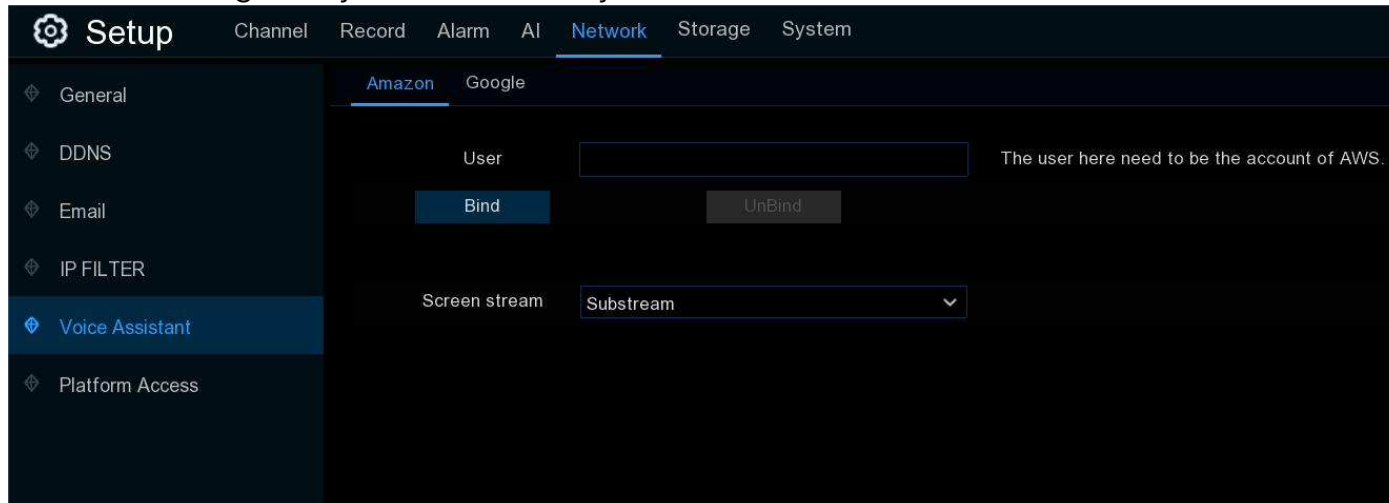 Setup Channel Record Alarm AI Network Storage System
General
DDNS
Email
IP FILTER
Voice Assistant
Platform Access
Amazon Google
User The user here need to be the account of AWS.
Bind UnBind
Screen stream Substream